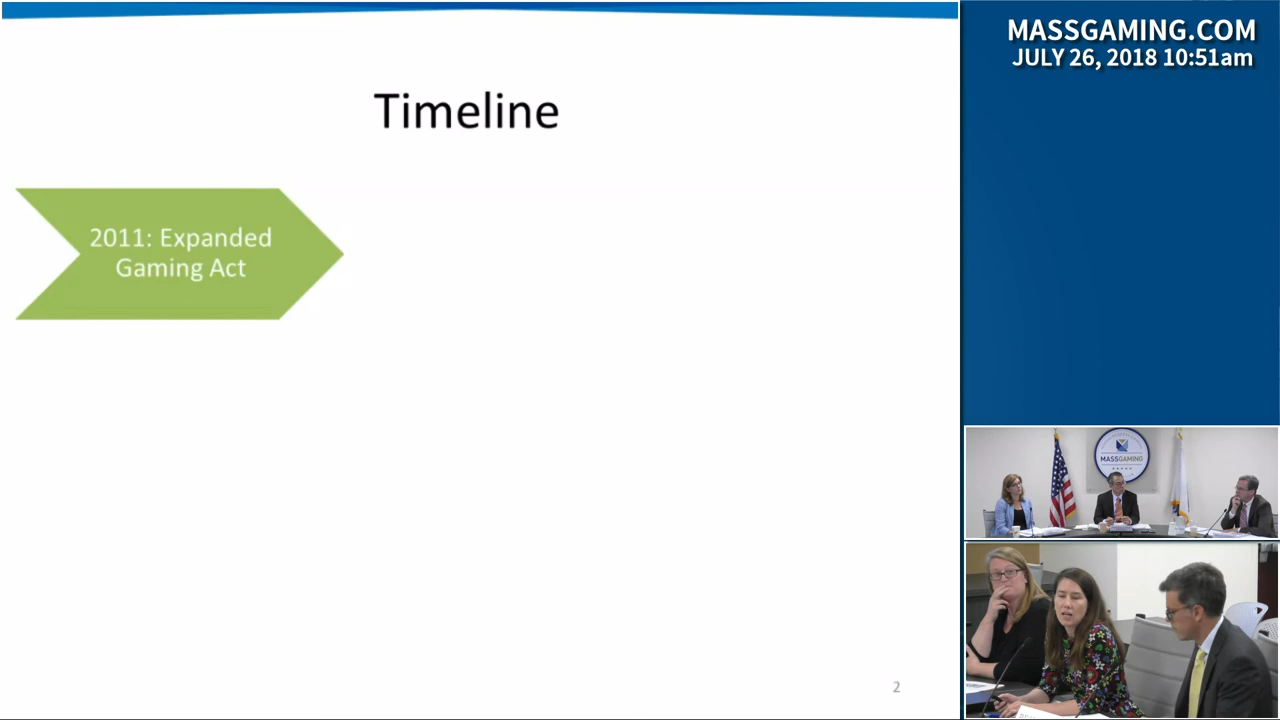 Timeline
2011: Expanded
Gaming Act
2
MASSGAMING.COM
JULY 26, 2018 10:51am
MASSGAMING